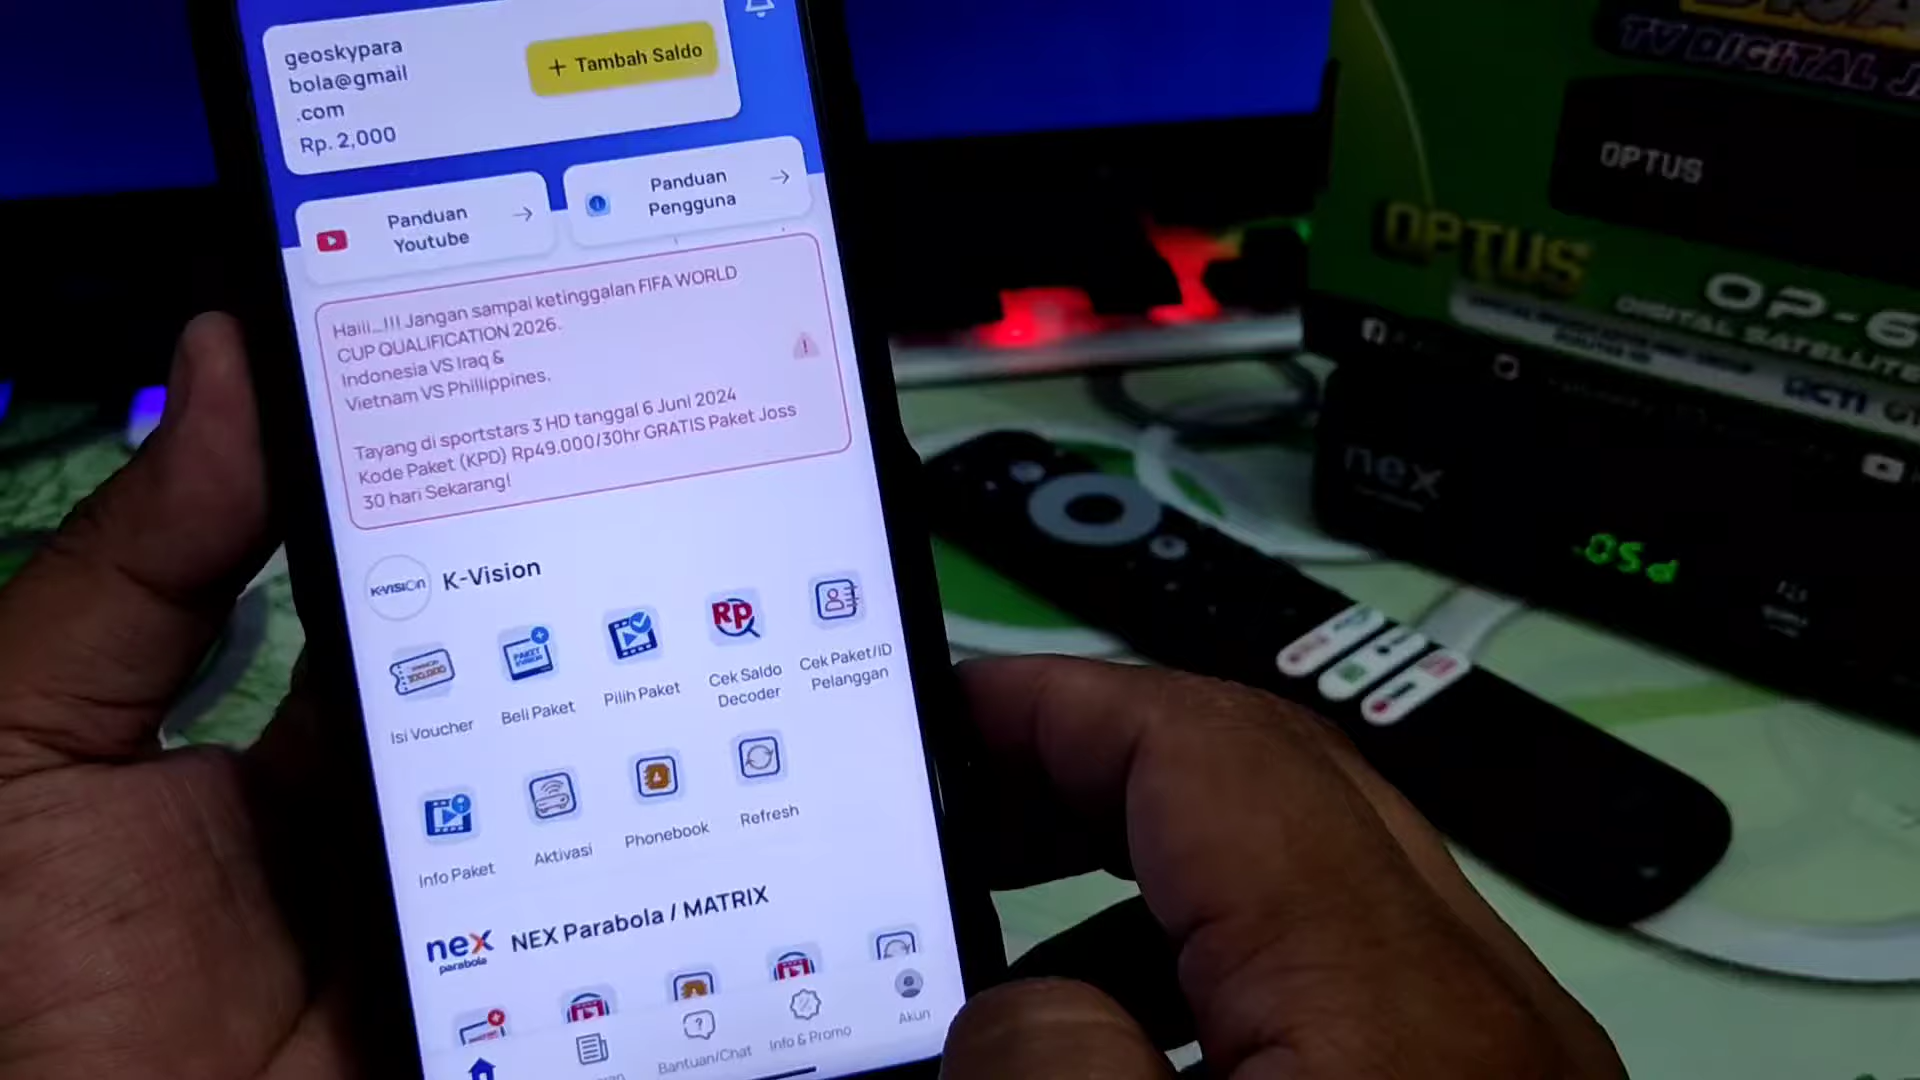 geoskypara
bola@gmail
.com
Rp. 2,000
+ Tambah Saldo
Panduan
Youtube
Panduan
Pengguna
Haiii...!!! Jangan sampai ketinggalan FIFA WORLD
CUP QUALIFICATION 2026.
Indonesia VS Iraq &
Vietnam VS Phillippines.
Tayang di sportstars 3 HD tanggal 6 Juni 2024
Kode Paket (KPD) Rp49.000/30hr GRATIS Paket Joss
30 hari Sekarang!
K-VISION
K-Vision
Isi Voucher
Beli Paket
Pilih Paket
Cek Saldo
Decoder
Cek Paket/ID
Pelanggan
Info Paket
Aktivasi
Phonebook
Refresh
nex
parabola
NEX Parabola / MATRIX
Bantuan/Chat
Info & Promo
Akun
TV DIGITAL
OPTUS
OPTUS
OP-6
DIGITAL SATELLITE
RCTI
nex